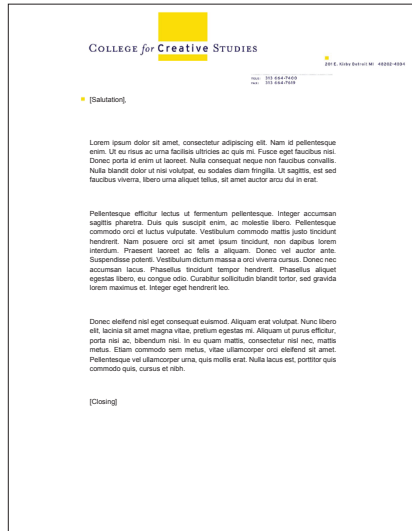 COLLEGE for Creative STUDIES
201 E. Kirby Detroit MI 48202-4034
313 664-7400
[Salutation],
Lorem ipsum dolor sit amet, consectetur adipiscing elit. Nam id pellentesque
enim. Ut eu risus ac urna facilisis ultricies ac quis mi. Fusce eget faucibus nisi.
Donec porta id enim ut laoreet. Nulla consequat neque non faucibus convallis.
Nulla blandit dolor ut nisi volutpat, eu sodales diam fringilla. Ut sagittis, est sed
faucibus viverra, libero urna aliquet tellus, sit amet auctor arcu dui in erat.
Pellentesque efficitur lectus ut fermentum pellentesque. Integer accumsan
sagittis pharetra. Duis quis suscipit enim, ac molestie libero. Pellentesque
commodo orci et luctus vulputate. Vestibulum commodo mattis justo tincidunt
hendrerit. Nam posuere orci sit amet ipsum tincidunt, non dapibus lorem
interdum. Praesent laoreet ac felis a aliquam. Donec vel auctor ante.
Suspendisse potenti. Vestibulum dictum massa a orci viverra cursus. Donec nec
accumsan lacus. Phasellus tincidunt tempor hendrerit. Phasellus aliquet
egestas libero, eu congue odio. Curabitur sollicitudin blandit tortor, sed gravida
lorem maximus et. Integer eget hendrerit leo.
Donec eleifend nisl eget consequat euismod. Aliquam erat volutpat. Nunc libero
elit, lacinia sit amet magna vitae, pretium egestas mi. Aliquam ut purus efficitur,
porta nisi ac, bibendum nisi. In eu quam mattis, consectetur nisl nec, mattis
metus. Etiam commodo sem metus, vitae ullamcorper orci eleifend sit amet.
Pellentesque vel ullamcorper urna, quis mollis erat. Nulla lacus est, porttitor quis
commodo quis, cursus et nibh.
[Closing]